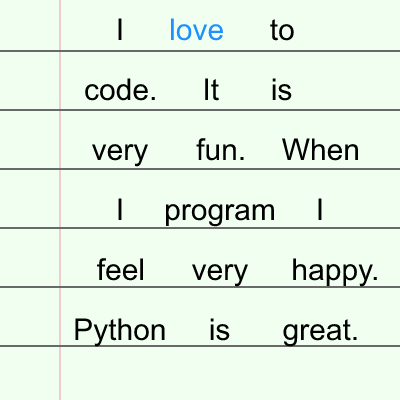 I love to
code. It is
very fun. When
I program I
feel very happy.
Python is great.